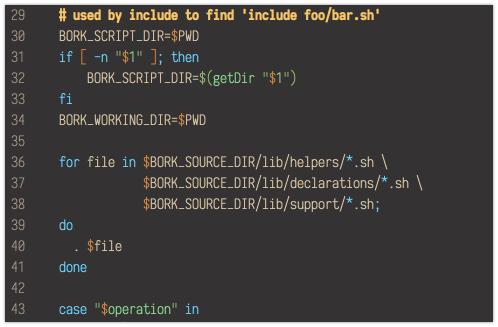 29 # used by include to find 'include foo/bar.sh'
30 BORK_SCRIPT_DIR=$PWD
31 if [ -n "$1" ]; then
32 BORK_SCRIPT_DIR=$(getDir "$1")
33 fi
34 BORK_WORKING_DIR=$PWD
35
36 for file in $BORK_SOURCE_DIR/lib/helpers/*.sh \
37 $BORK_SOURCE_DIR/lib/declarations/*.sh \
38 $BORK_SOURCE_DIR/lib/support/*.sh;
39 do
40 . $file
41 done
42
43 case "$operation" in